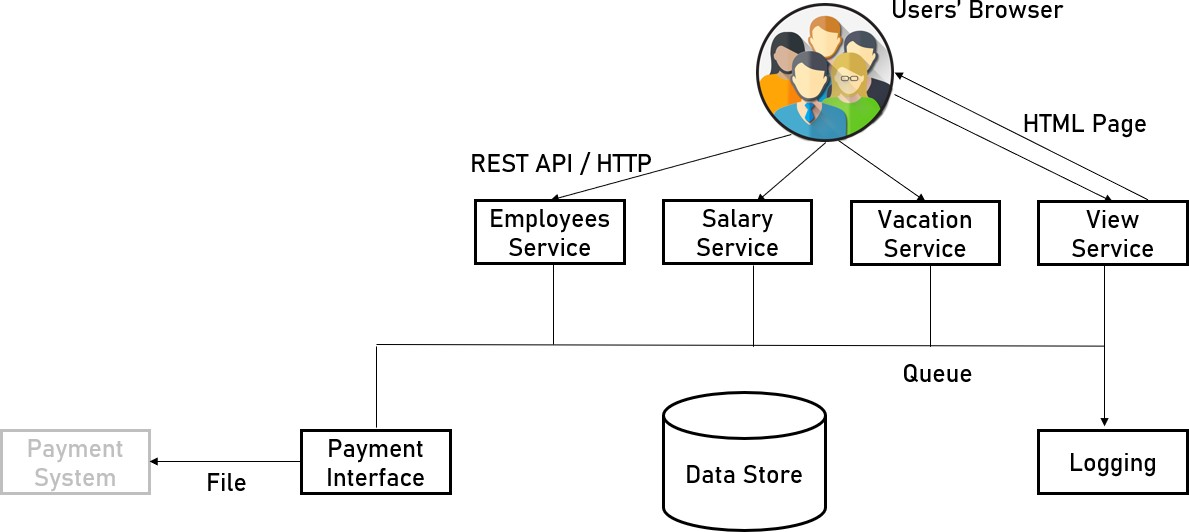 Users’ Browser
HTML Page
REST API / HTTP
Employees
Service
Salary
Service
Vacation
Service
View
Service
Queue
Payment
System
File
Payment
Interface
Data Store
Logging